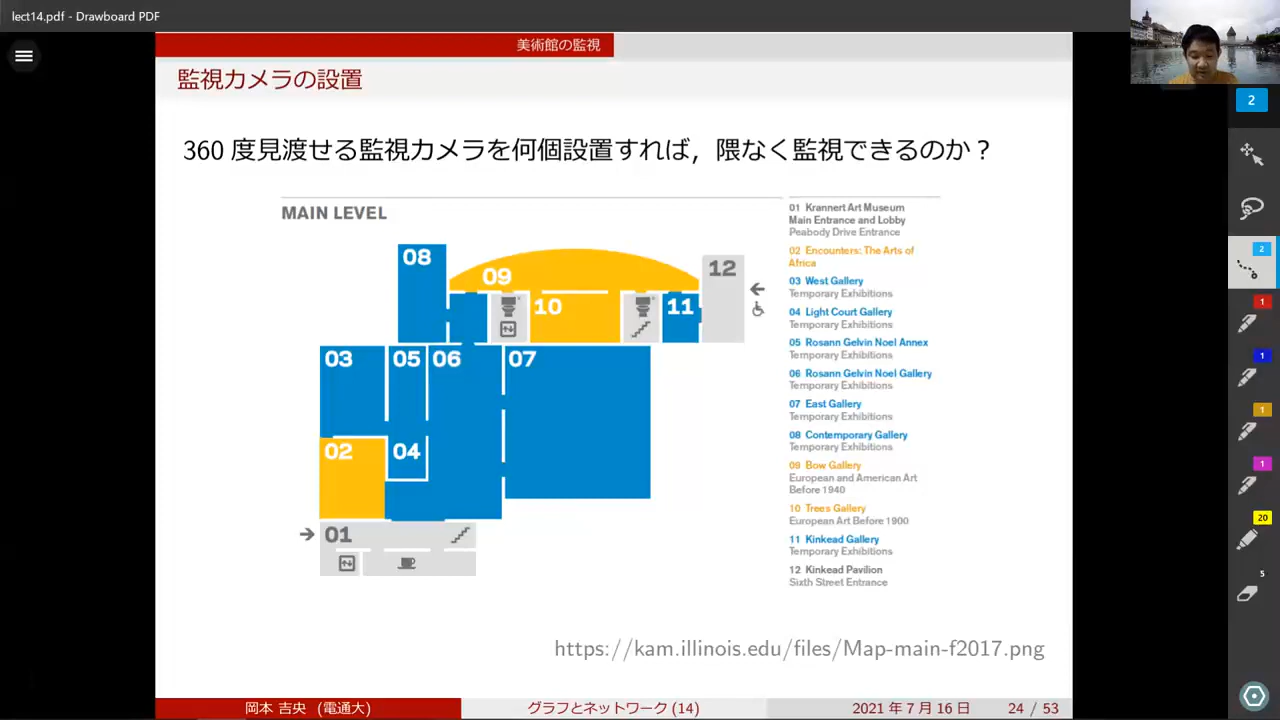 lect14.pdf - Drawboard PDF
美術館の監視
監視カメラの設置
360 度見渡せる監視カメラを何個設置すれば，隈なく監視できるのか？
MAIN LEVEL
08
09
10
11
12
03
05
06
07
02
04
01
01 Krannert Art Museum
Main Entrance and Lobby
Peabody Drive Entrance
02 Encounters: The Arts of
Africa
03 West Gallery
Temporary Exhibitions
04 Light Court Gallery
Temporary Exhibitions
05 Rosann Gelvin Noel Annex
Temporary Exhibitions
06 Rosann Gelvin Noel Gallery
Temporary Exhibitions
07 East Gallery
Temporary Exhibitions
08 Contemporary Gallery
Temporary Exhibitions
09 Bow Gallery
European and American Art
Before 1940
10 Trees Gallery
European Art Before 1900
11 Kinkead Gallery
Temporary Exhibitions
12 Kinkead Pavilion
Sixth Street Entrance
https://kam.illinois.edu/files/Map-main-f2017.png
岡本 吉央 (電通大)
グラフとネットワーク (14)
2021 年 7 月 16 日
24 / 53
2
2
1
1
1
1
20
5